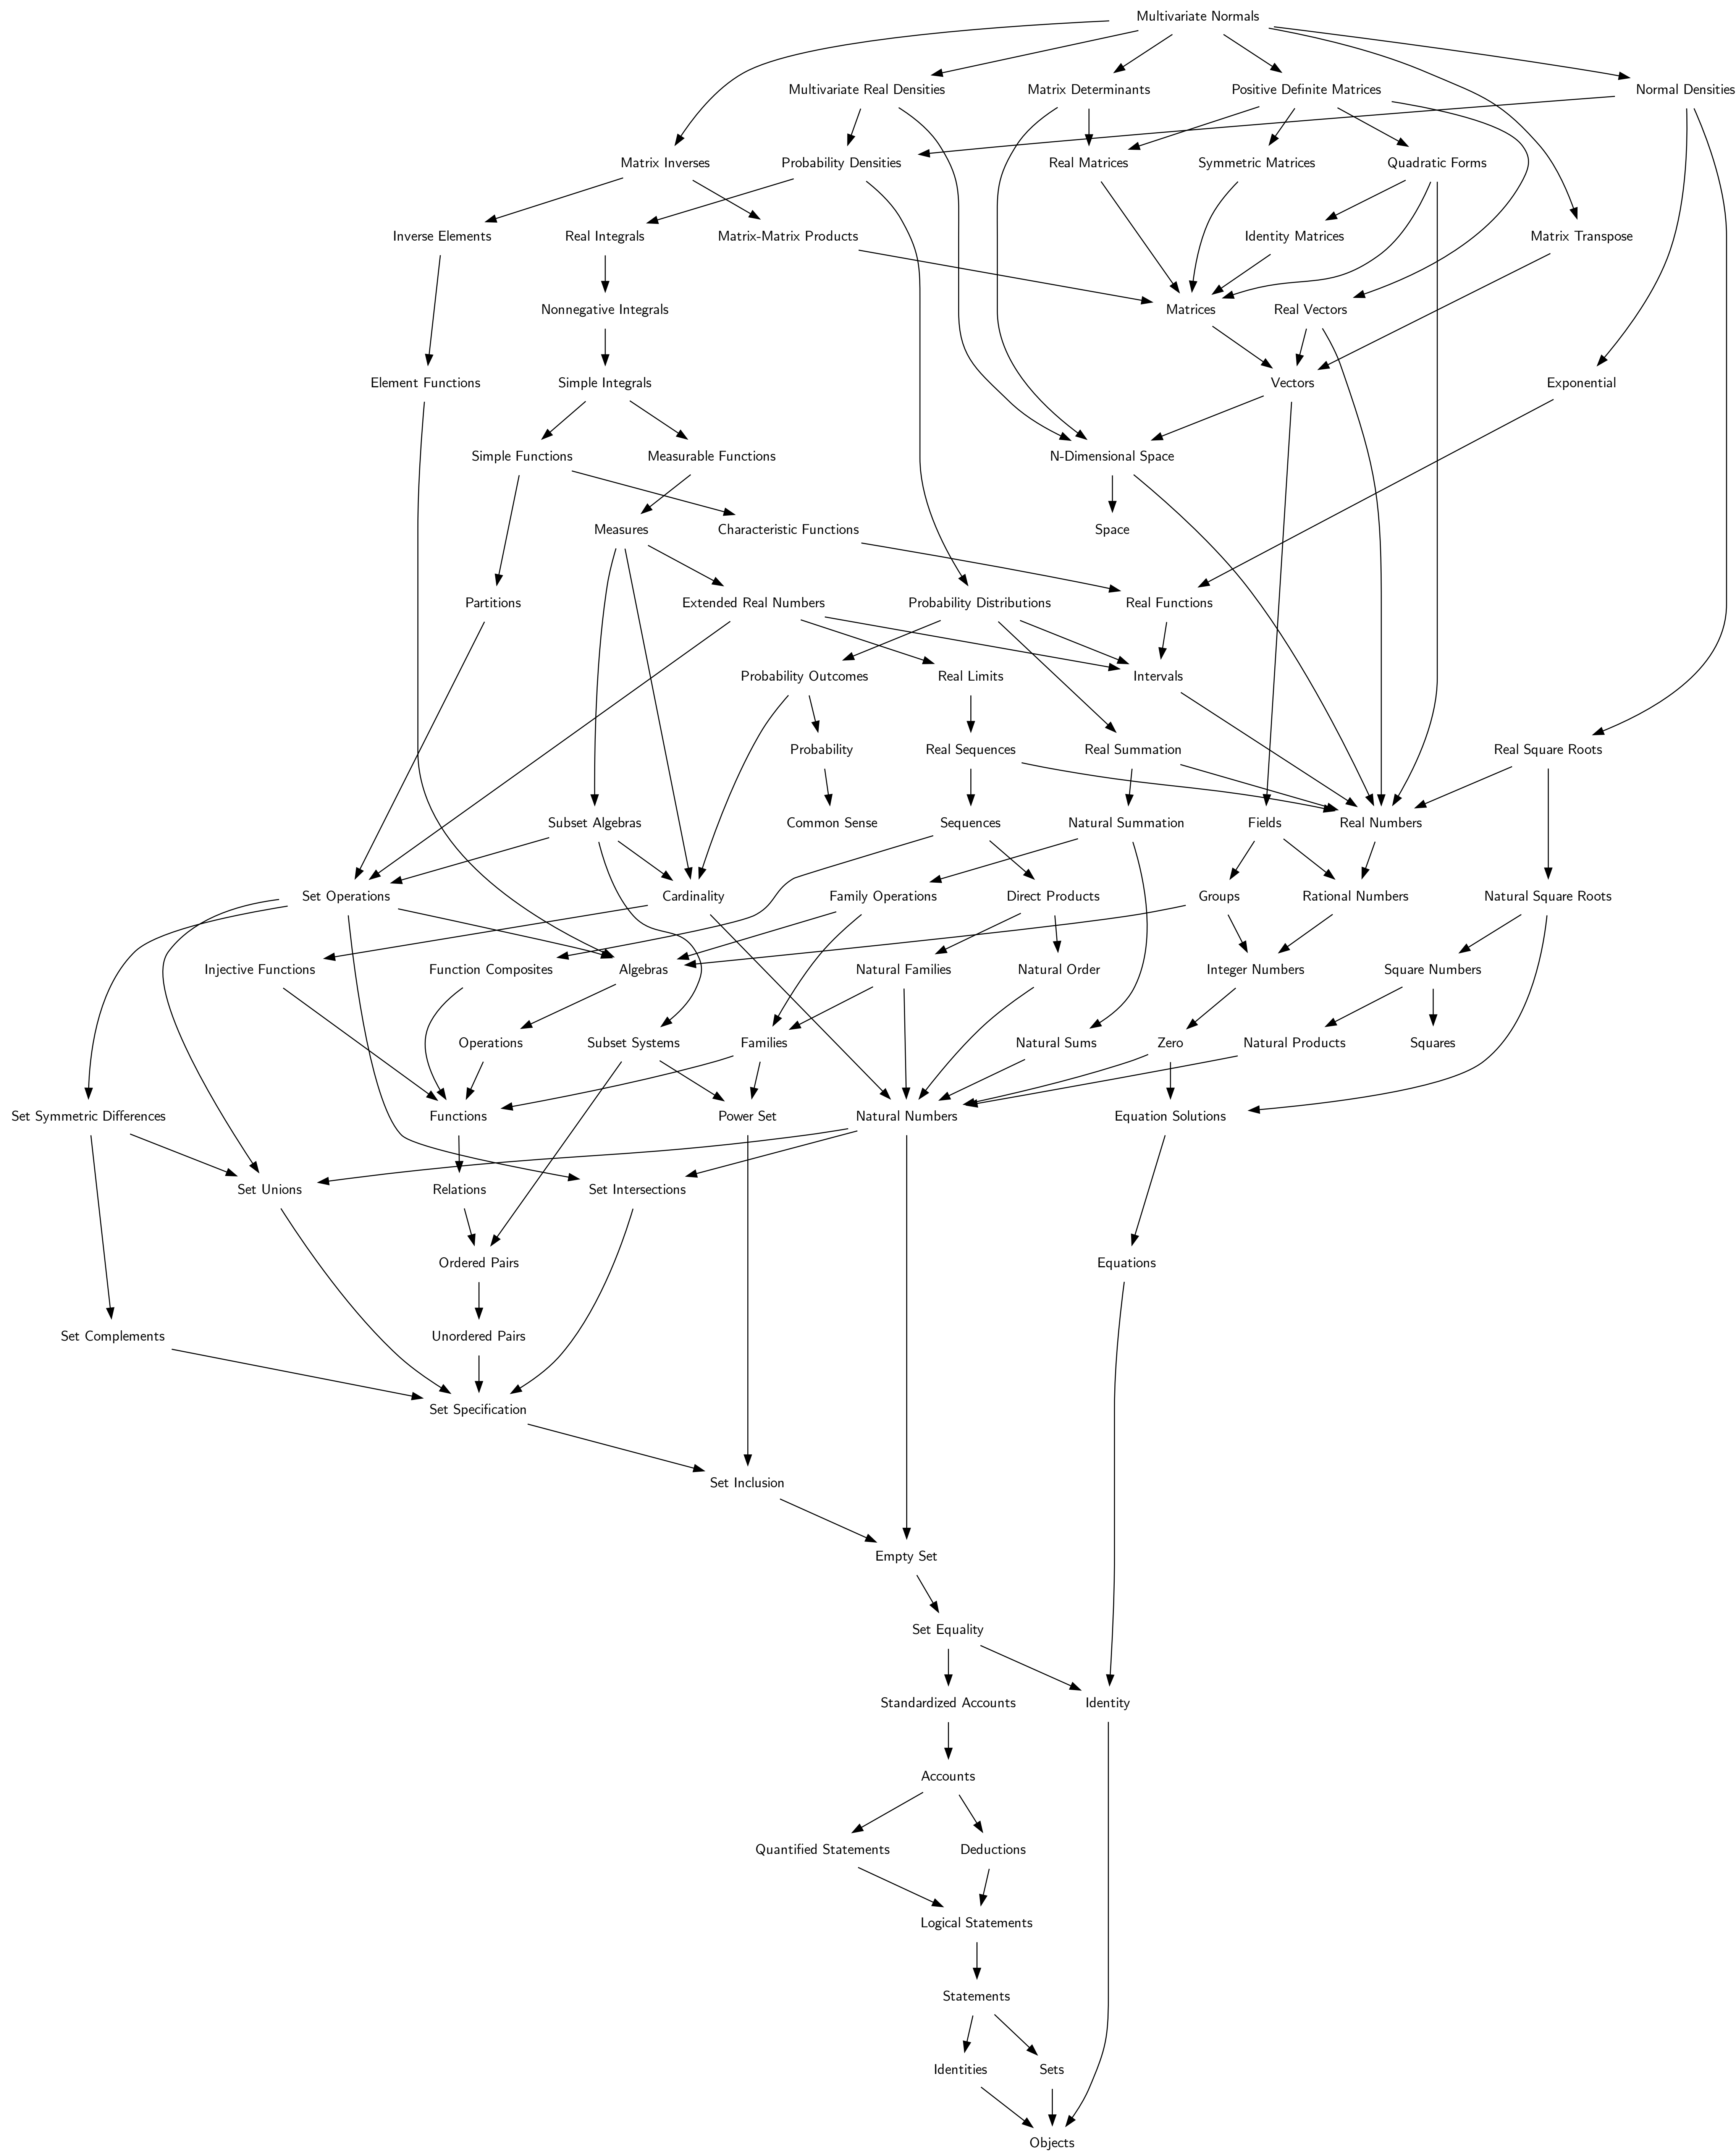 Multivariate Normals
Multivariate Real Densities
Matrix Determinants
Positive Definite Matrices
Normal Densities
Matrix Inverses
Probability Densities
Real Matrices
Symmetric Matrices
Quadratic Forms
Inverse Elements
Real Integrals
Matrix-Matrix Products
Identity Matrices
Matrix Transpose
Nonnegative Integrals
Matrices
Real Vectors
Element Functions
Simple Integrals
Vectors
Exponential
Simple Functions
Measurable Functions
N-Dimensional Space
Measures
Characteristic Functions
Space
Partitions
Extended Real Numbers
Probability Distributions
Real Functions
Probability Outcomes
Real Limits
Intervals
Probability
Real Sequences
Real Summation
Real Square Roots
Subset Algebras
Common Sense
Sequences
Natural Summation
Fields
Real Numbers
Set Operations
Cardinality
Family Operations
Direct Products
Groups
Rational Numbers
Natural Square Roots
Injective Functions
Function Composites
Algebras
Natural Families
Natural Order
Integer Numbers
Square Numbers
Operations
Subset Systems
Families
Natural Sums
Zero
Natural Products
Squares
Set Symmetric Differences
Functions
Power Set
Natural Numbers
Equation Solutions
Set Unions
Relations
Set Intersections
Ordered Pairs
Equations
Set Complements
Unordered Pairs
Set Specification
Set Inclusion
Empty Set
Set Equality
Standardized Accounts
Identity
Accounts
Quantified Statements
Deductions
Logical Statements
Statements
Identities
Sets
Objects